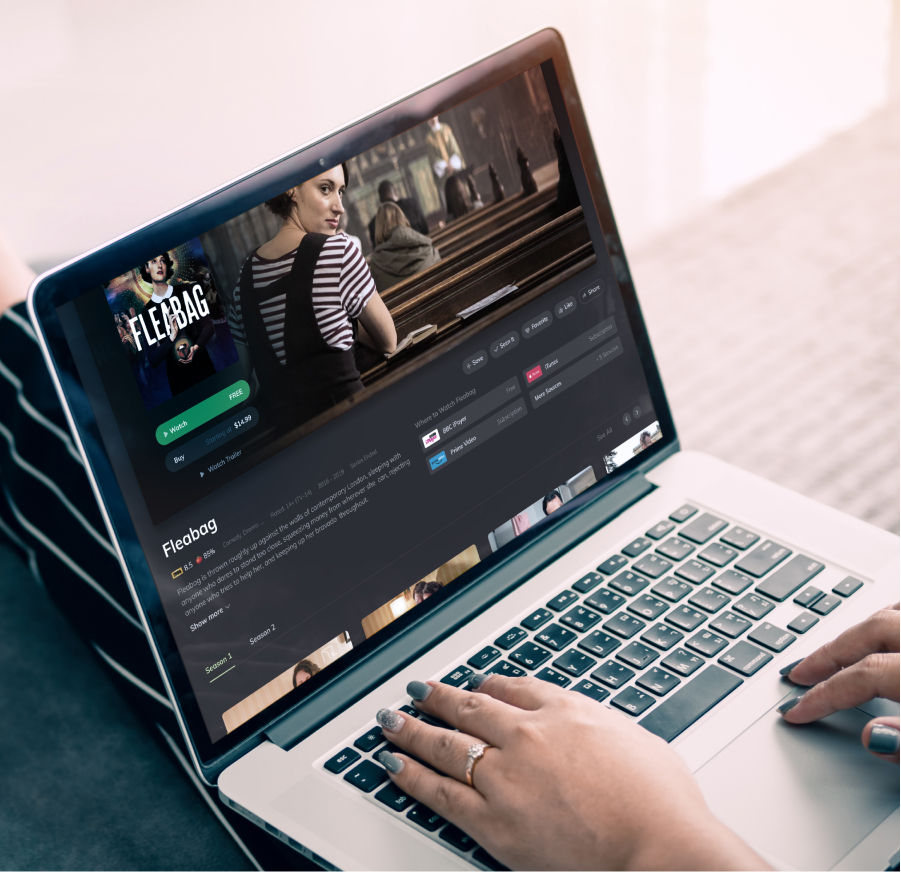 FLEABAG
Watch FREE
Buy Starting at $14.99
Watch Trailer
Save
Seen It
Favorite
Like
Share
Where to Watch Fleabag
BBC iPlayer Free
iTunes Subscription
Prime Video Subscription
More Sources
Fleabag
8.5 85% Comedy, Drama, ... Rated 14+ (TV-14) 2016 - 2019 Series Ended
Fleabag is thrown roughly up against the walls of contemporary London, sleeping with
anyone who dares to stand too close, squeezing money from wherever she can, rejecting
anyone who tries to help her, and keeping up her bravado throughout.
Show more
See All
Season 1
Season 2
esc
tab